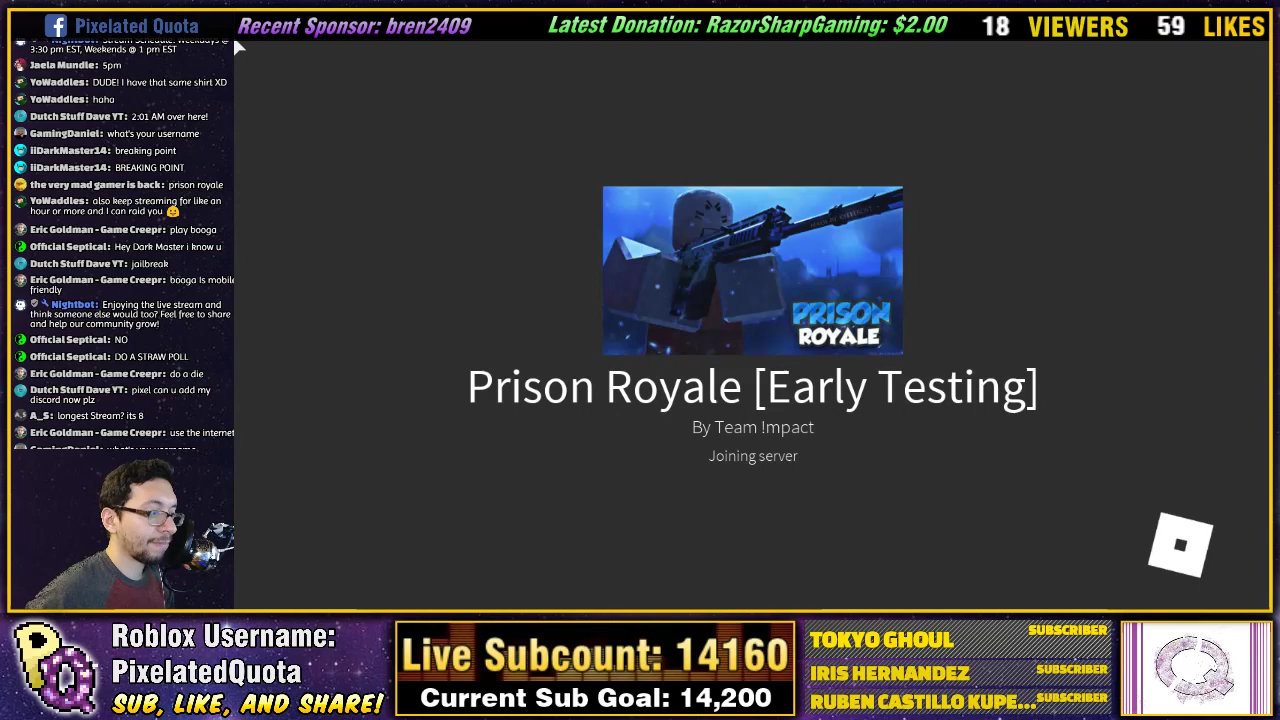 Pixelated Quota
Recent Sponsor: bren2409
Latest Donation: RazorSharpGaming: $2.00
18 VIEWERS 59 LIKES
3:30 pm EST, Weekends @ 1 pm EST
Jaela Mundle: 5pm
YoWaddles: DUDE! I have that same shirt XD
YoWaddles: haha
Dutch Stuff Dave YT: 2:01 AM over here!
GamingDaniel: what's your username
iiDarkMaster14: breaking point
iiDarkMaster14: BREAKING POINT
the very mad gamer is back: prison royale
YoWaddles: also keep streaming for like an
hour or more and I can raid you
Eric Goldman - Game Creepr: play booga
Official Septical: Hey Dark Master i know u
Dutch Stuff Dave YT: jailbreak
Eric Goldman - Game Creepr: booga Is mobile
friendly
Nightbot: Enjoying the live stream and
think someone else would too? Feel free to share
and help our community grow!
Official Septical: NO
Official Septical: DO A STRAW POLL
Eric Goldman - Game Creepr: do a die
Dutch Stuff Dave YT: pixel can u add my
discord now plz
A_S: longest Stream? its 8
Eric Goldman - Game Creepr: use the internet
PRISON
ROYALE
Prison Royale [Early Testing]
By Team !mpact
Joining server
PQ
Roblox Username:
PixelatedQuota
SUB, LIKE, AND SHARE!
Live Subcount: 14160
Current Sub Goal: 14,200
TOKYO GHOUL SUBSCRIBER
IRIS HERNANDEZ SUBSCRIBER
RUBEN CASTILLO KUPE... SUBSCRIBER